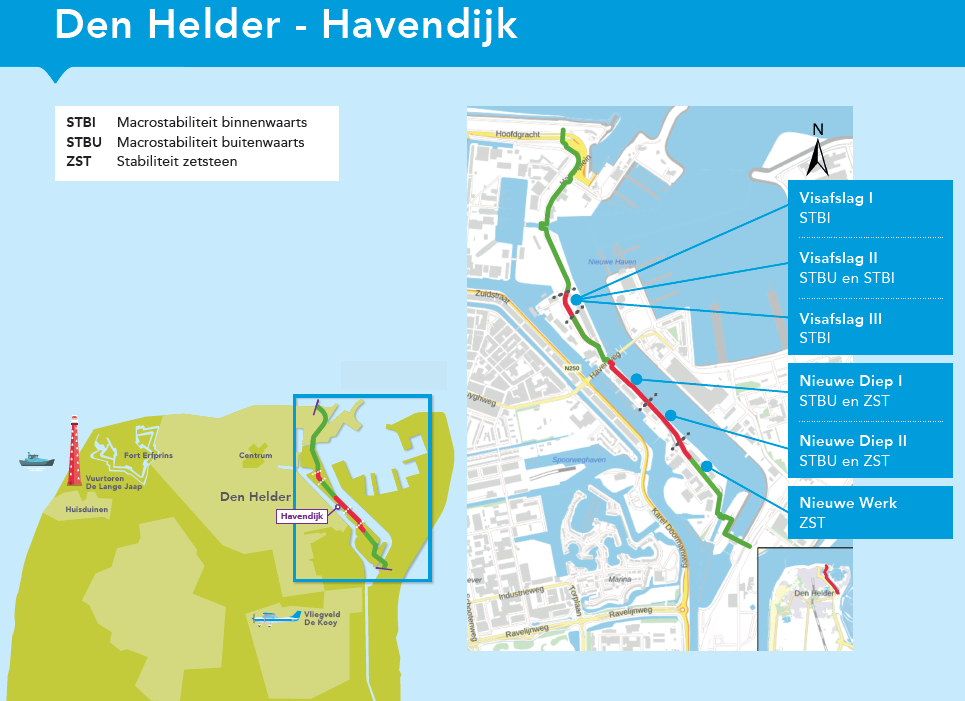 Den Helder - Havendijk
STBI Macrostabiliteit binnenwaarts
STBU Macrostabiliteit buitenwaarts
ZST Stabiliteit zetsteen
Hoofdgracht
N
Visafslag I
STBI
Visafslag II
STBU en STBI
Visafslag III
STBI
Nieuwe Haven
Zuidstraat
N250
Havenweg
Nieuwe Diep I
STBU en ZST
Nieuwe Diep II
STBU en ZST
Nieuwe Werk
ZST
Spoorweghaven
Karel Doormanweg
Marina
Industrieweg
Torplaan
Ravelijnweg
Ravelijnweg
Schootenweg
Den Helder
Fort Erfprins
Centrum
Vuurtoren
De Lange Jaap
Den Helder
Huisduinen
Havendijk
Vliegveld
De Kooy